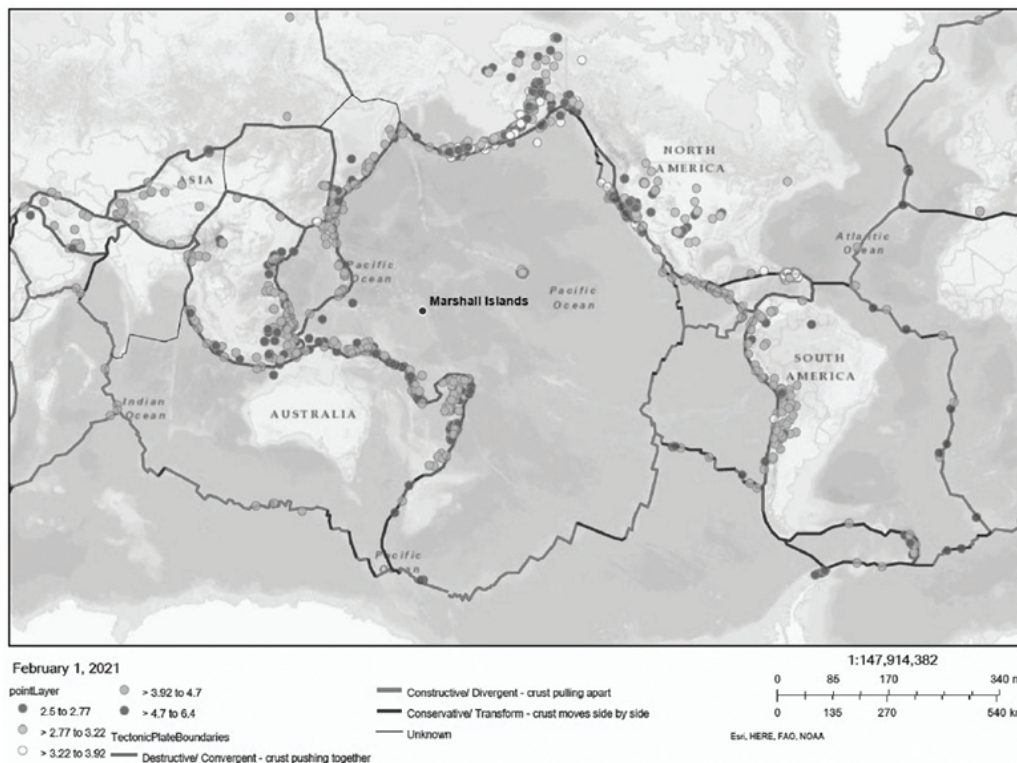 NORTH
AMERICA
ASIA
Atlantic
Ocean
Pacific
Ocean
Marshall Islands
Pacific
Ocean
SOUTH
AMERICA
Indian
Ocean
AUSTRALIA
Pacific
Ocean
February 1, 2021
pointLayer
2.5 to 2.77
> 2.77 to 3.22
> 3.22 to 3.92
> 3.92 to 4.7
> 4.7 to 6.4
TectonicPlateBoundaries
Destructive/ Convergent - crust pushing together
Constructive/ Divergent - crust pulling apart
Conservative/ Transform - crust moves side by side
Unknown
1:147,914,382
0 85 170 340 m
0 135 270 540 k
Esri, HERE, FAO, NOAA